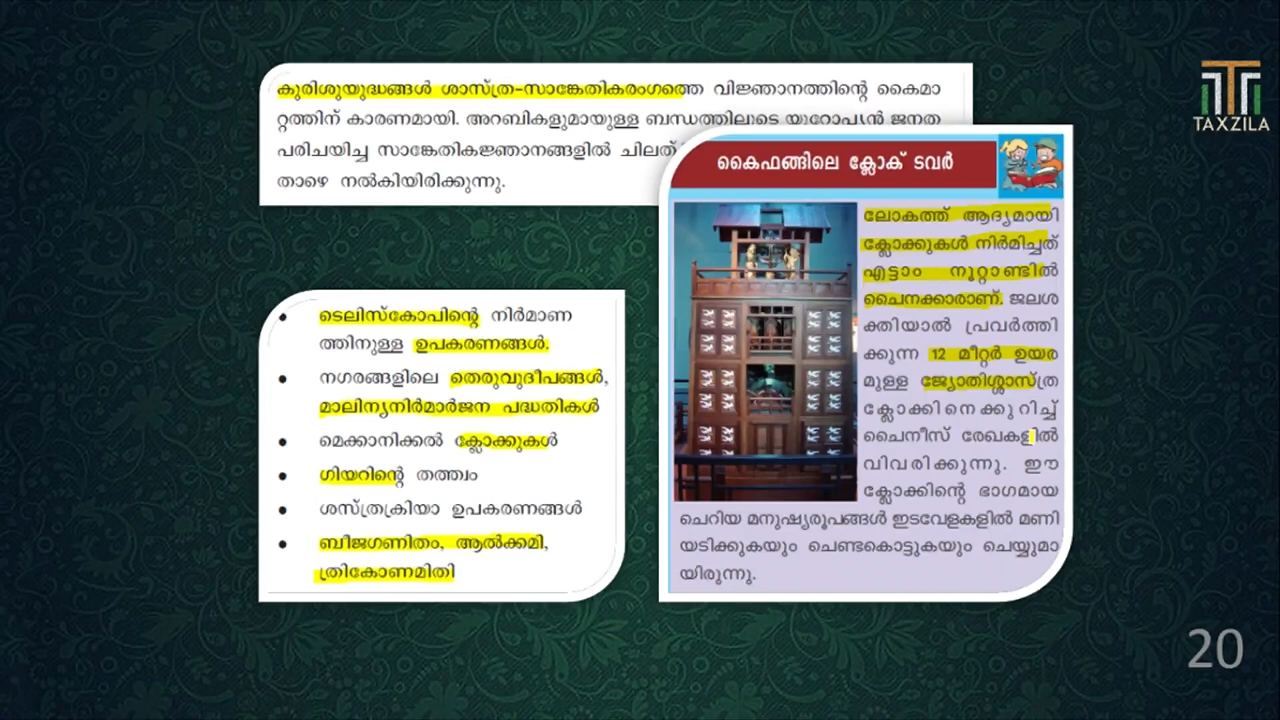 കുരിശുയുദ്ധങ്ങൾ ശാസ്ത്ര-സാങ്കേതികരംഗത്തെ വിജ്ഞാനത്തിന്റെ കൈമാ
റ്റത്തിന് കാരണമായി. അറബികളുമായുള്ള ബന്ധത്തിലൂടെ യൂറോപ്യൻ ജനത
പരിചയിച്ച സാങ്കേതികജ്ഞാനങ്ങളിൽ ചിലത്
താഴെ നൽകിയിരിക്കുന്നു.
ടെലിസ്കോപിന്റെ നിർമാണ
ത്തിനുള്ള ഉപകരണങ്ങൾ.
നഗരങ്ങളിലെ തെരുവുദീപങ്ങൾ,
മാലിന്യനിർമാർജന പദ്ധതികൾ
മെക്കാനിക്കൽ ക്ലോക്കുകൾ
ഗിയറിന്റെ തത്ത്വം
ശസ്ത്രക്രിയാ ഉപകരണങ്ങൾ
ബീജഗണിതം, ആൽക്കമി,
ത്രികോണമിതി
കൈഫങ്ങിലെ ക്ലോക് ടവർ
ലോകത്ത് ആദ്യമായി
ക്ലോക്കുകൾ നിർമിച്ചത്
എട്ടാം നൂറ്റാണ്ടിൽ
ചൈനക്കാരാണ്. ജലശ
ക്തിയാൽ പ്രവർത്തി
ക്കുന്ന 12 മീറ്റർ ഉയര
മുള്ള ജ്യോതിശ്ശാസ്ത്ര
ക്ലോക്കിനെക്കുറിച്ച്
ചൈനീസ് രേഖകളിൽ
വിവരിക്കുന്നു. ഈ
ക്ലോക്കിന്റെ ഭാഗമായ
ചെറിയ മനുഷ്യരൂപങ്ങൾ ഇടവേളകളിൽ മണി
യടിക്കുകയും ചെണ്ടകൊട്ടുകയും ചെയ്യുമാ
യിരുന്നു.
TAXZILA
20